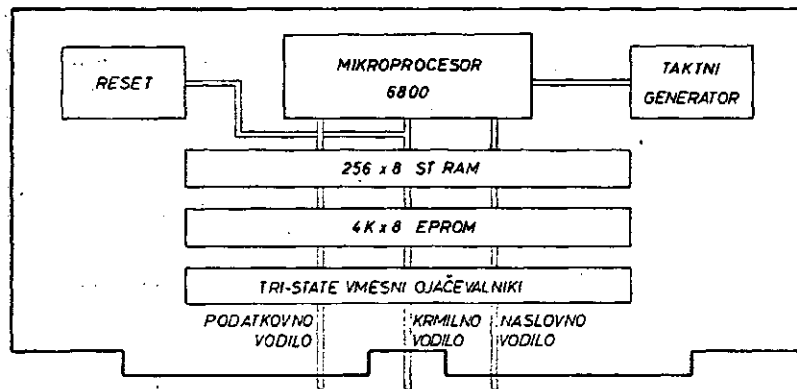 RESET
MIKROPROCESOR
6800
TAKTNI
GENERATOR
256 x 8 ST RAM
4K x 8 EPROM
TRI-STATE VMESNI OJAČEVALNIKI
PODATKOVNO
VODILO
KRMILNO
VODILO
NASLOVNO
VODILO